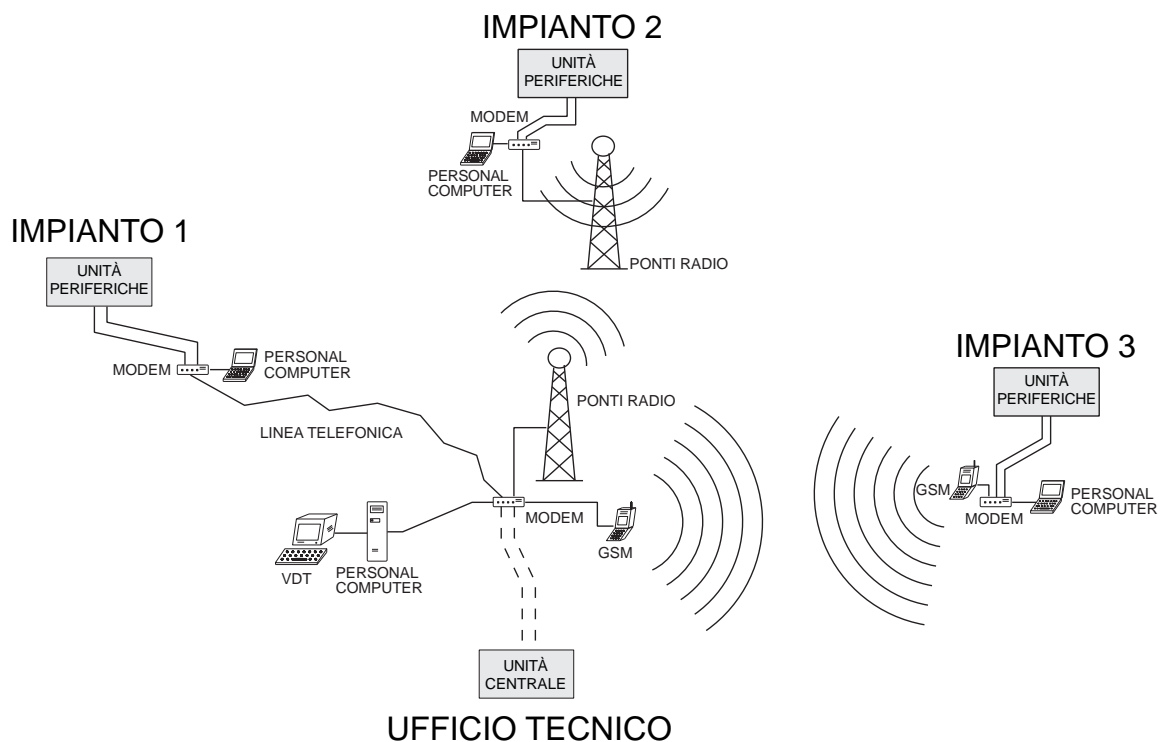 IMPIANTO 2
UNITÀ
PERIFERICHE
MODEM
PERSONAL
COMPUTER
PONTI RADIO
IMPIANTO 1
UNITÀ
PERIFERICHE
MODEM
PERSONAL
COMPUTER
LINEA TELEFONICA
PONTI RADIO
IMPIANTO 3
UNITÀ
PERIFERICHE
GSM
MODEM
PERSONAL
COMPUTER
MODEM
GSM
VDT
PERSONAL
COMPUTER
UNITÀ
CENTRALE
UFFICIO TECNICO